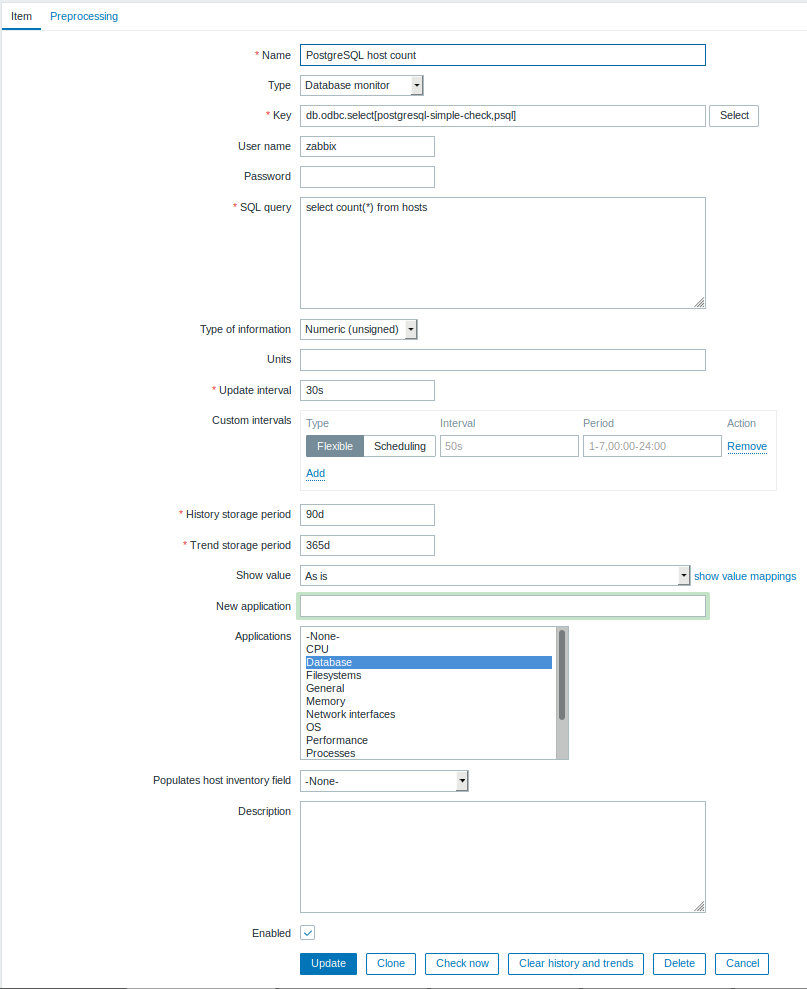 Item Preprocessing
* Name PostgreSQL host count
Type Database monitor
* Key db.odbc.select[postgresql-simple-check,psql] Select
User name zabbix
Password
* SQL query select count(*) from hosts
Type of information Numeric (unsigned)
Units
* Update interval 30s
Custom intervals Type Interval Period Action
Flexible Scheduling 50s 1-7,00:00-24:00 Remove
Add
* History storage period 90d
* Trend storage period 365d
Show value As is show value mappings
New application
Applications -None-
CPU
Database
Filesystems
General
Memory
Network interfaces
OS
Performance
Processes
Populates host inventory field -None-
Description
Enabled
Update Clone Check now Clear history and trends Delete Cancel